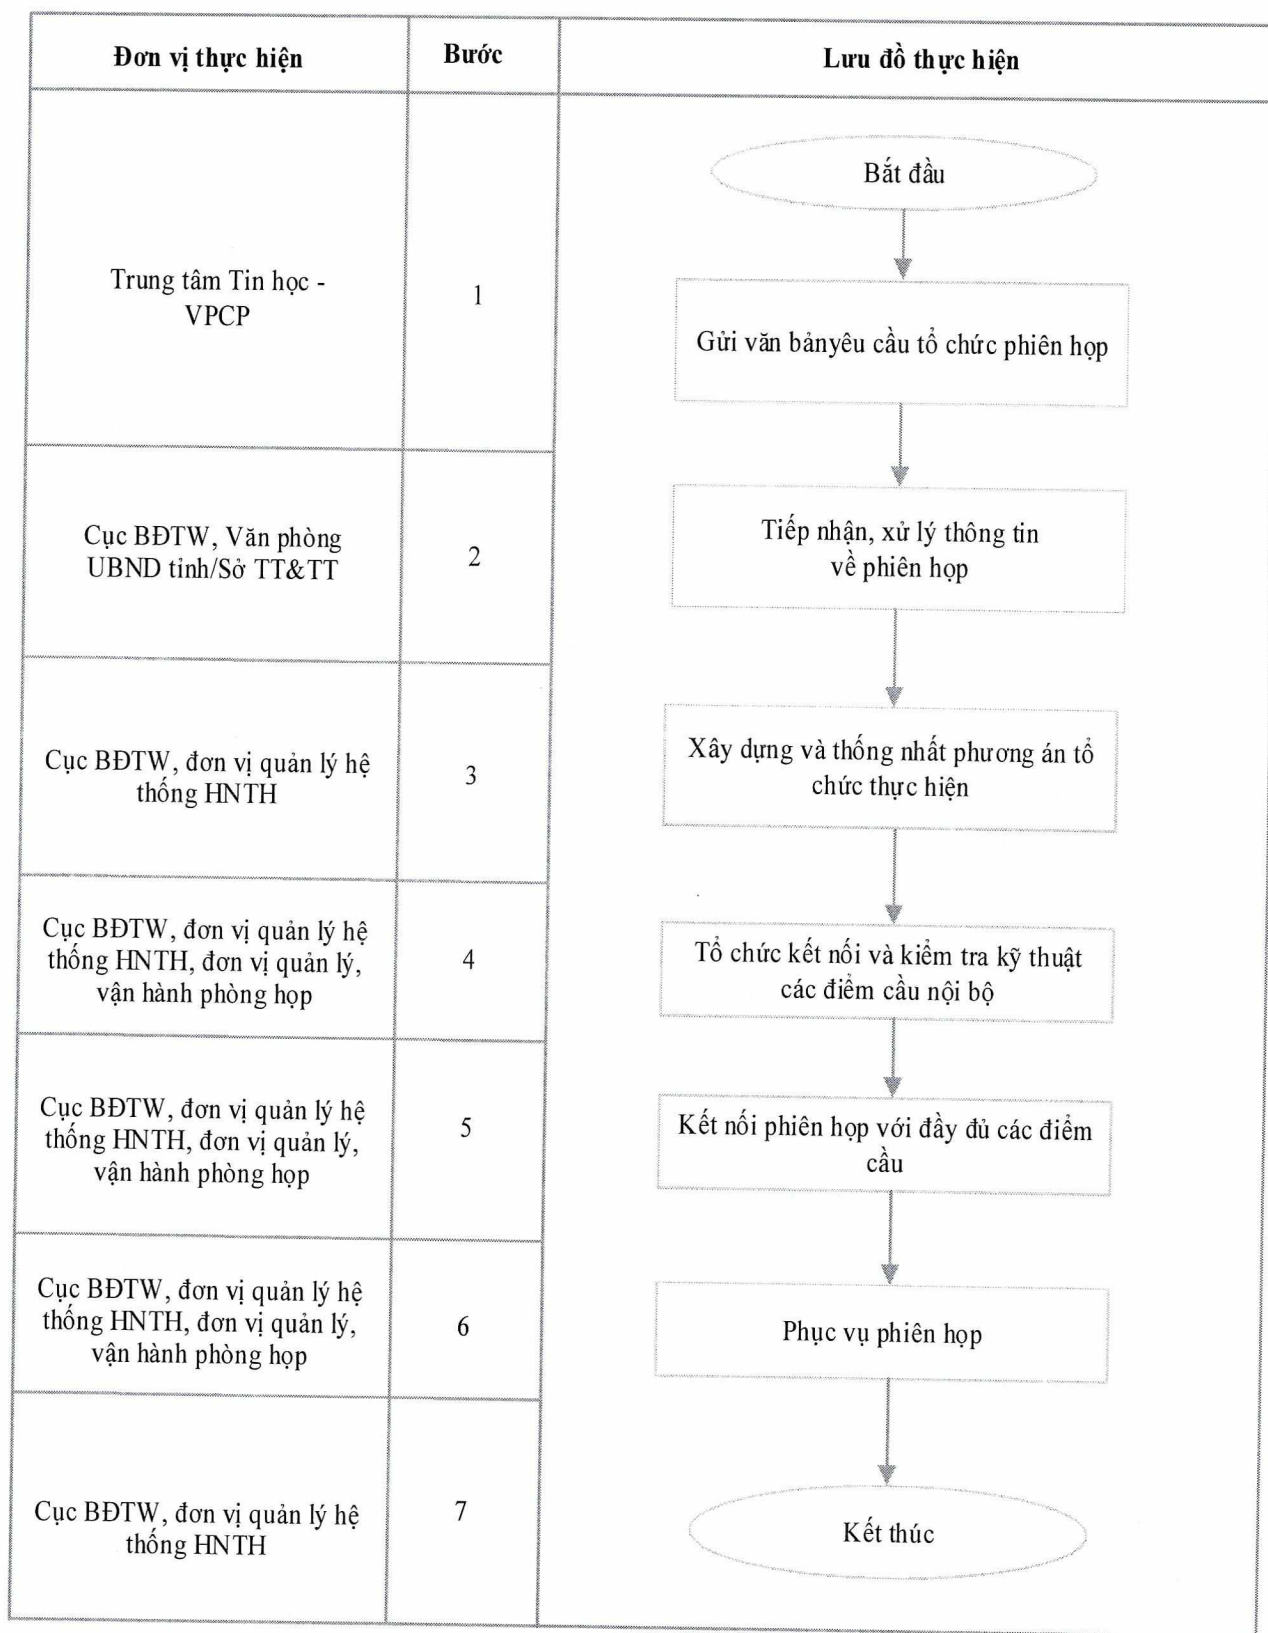 Đơn vị thực hiện
Bước
Lưu đồ thực hiện
Bắt đầu
Trung tâm Tin học -
VPCP
1
Gửi văn bảnyêu cầu tổ chức phiên họp
Cục BĐTW, Văn phòng
UBND tỉnh/Sở TT&TT
2
Tiếp nhận, xử lý thông tin
về phiên họp
Cục BĐTW, đơn vị quản lý hệ
thống HNTH
3
Xây dựng và thống nhất phương án tổ
chức thực hiện
Cục BĐTW, đơn vị quản lý hệ
thống HNTH, đơn vị quản lý,
vận hành phòng họp
4
Tổ chức kết nối và kiểm tra kỹ thuật
các điểm cầu nội bộ
Cục BĐTW, đơn vị quản lý hệ
thống HNTH, đơn vị quản lý,
vận hành phòng họp
5
Kết nối phiên họp với đầy đủ các điểm
cầu
Cục BĐTW, đơn vị quản lý hệ
thống HNTH, đơn vị quản lý,
vận hành phòng họp
6
Phục vụ phiên họp
Cục BĐTW, đơn vị quản lý hệ
thống HNTH
7
Kết thúc